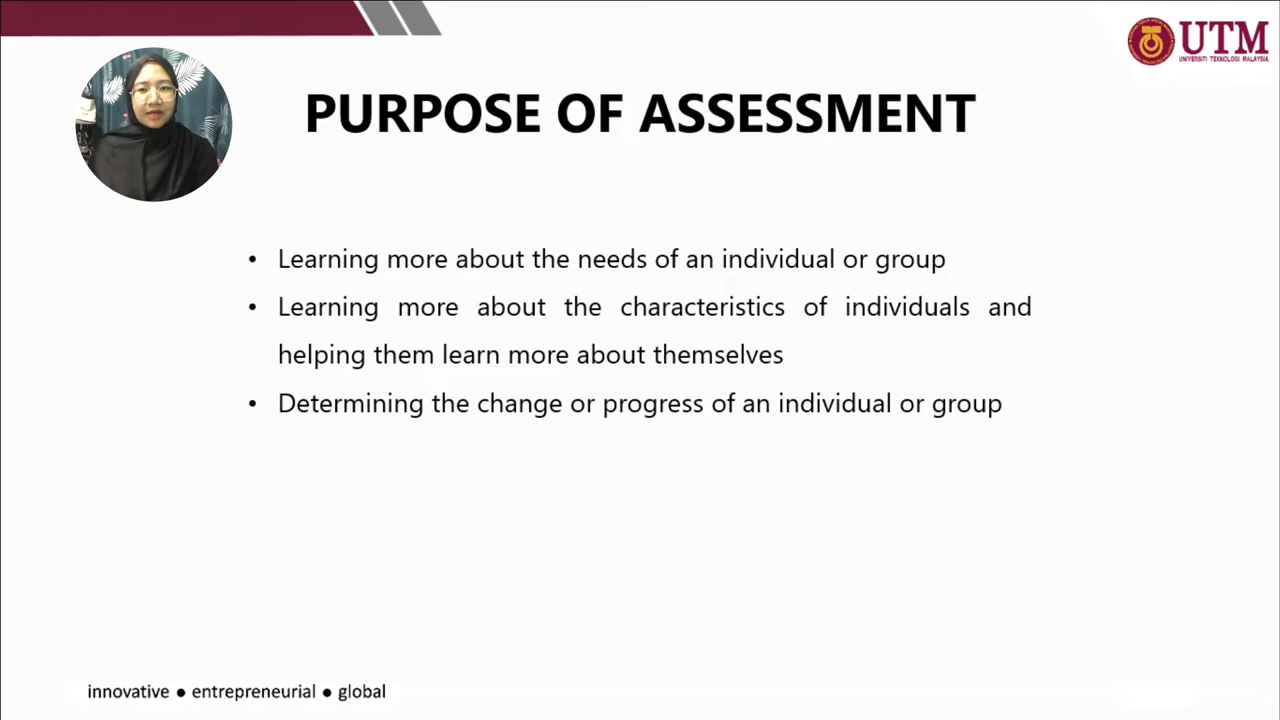 UTM
UNIVERSITI TEKNOLOGI MALAYSIA
PURPOSE OF ASSESSMENT
• Learning more about the needs of an individual or group
• Learning more about the characteristics of individuals and
helping them learn more about themselves
• Determining the change or progress of an individual or group
innovative ● entrepreneurial ● global